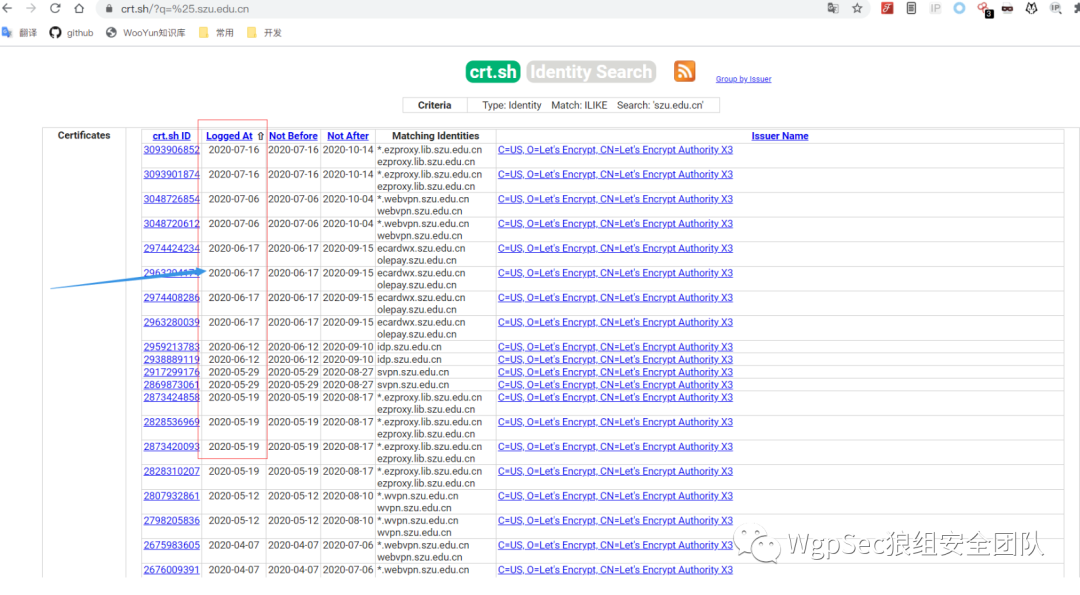 crt.sh/?q=%25.szu.edu.cn
翻译 github WooYun知识库 常用 开发
crt.sh Identity Search
Group by Issuer
Criteria Type: Identity Match: ILIKE Search: 'szu.edu.cn'
Certificates crt.sh ID Logged At ⇧ Not Before Not After Matching Identities Issuer Name
3093906852 2020-07-16 2020-07-16 2020-10-14 *.ezproxy.lib.szu.edu.cn C=US, O=Let's Encrypt, CN=Let's Encrypt Authority X3
ezproxy.lib.szu.edu.cn
3093901874 2020-07-16 2020-07-16 2020-10-14 *.ezproxy.lib.szu.edu.cn C=US, O=Let's Encrypt, CN=Let's Encrypt Authority X3
ezproxy.lib.szu.edu.cn
3048726854 2020-07-06 2020-07-06 2020-10-04 *.webvpn.szu.edu.cn C=US, O=Let's Encrypt, CN=Let's Encrypt Authority X3
webvpn.szu.edu.cn
3048720612 2020-07-06 2020-07-06 2020-10-04 *.webvpn.szu.edu.cn C=US, O=Let's Encrypt, CN=Let's Encrypt Authority X3
webvpn.szu.edu.cn
2974424234 2020-06-17 2020-06-17 2020-09-15 ecardwx.szu.edu.cn C=US, O=Let's Encrypt, CN=Let's Encrypt Authority X3
olepay.szu.edu.cn
2020-06-17 2020-06-17 2020-09-15 ecardwx.szu.edu.cn C=US, O=Let's Encrypt, CN=Let's Encrypt Authority X3
olepay.szu.edu.cn
2974408286 2020-06-17 2020-06-17 2020-09-15 ecardwx.szu.edu.cn C=US, O=Let's Encrypt, CN=Let's Encrypt Authority X3
olepay.szu.edu.cn
2963280039 2020-06-17 2020-06-17 2020-09-15 ecardwx.szu.edu.cn C=US, O=Let's Encrypt, CN=Let's Encrypt Authority X3
olepay.szu.edu.cn
2959213783 2020-06-12 2020-06-12 2020-09-10 idp.szu.edu.cn C=US, O=Let's Encrypt, CN=Let's Encrypt Authority X3
2938889119 2020-06-12 2020-06-12 2020-09-10 idp.szu.edu.cn C=US, O=Let's Encrypt, CN=Let's Encrypt Authority X3
2917299176 2020-05-29 2020-05-29 2020-08-27 svpn.szu.edu.cn C=US, O=Let's Encrypt, CN=Let's Encrypt Authority X3
2869873061 2020-05-29 2020-05-29 2020-08-27 svpn.szu.edu.cn C=US, O=Let's Encrypt, CN=Let's Encrypt Authority X3
2873424858 2020-05-19 2020-05-19 2020-08-17 *.ezproxy.lib.szu.edu.cn C=US, O=Let's Encrypt, CN=Let's Encrypt Authority X3
ezproxy.lib.szu.edu.cn
2828536969 2020-05-19 2020-05-19 2020-08-17 *.ezproxy.lib.szu.edu.cn C=US, O=Let's Encrypt, CN=Let's Encrypt Authority X3
ezproxy.lib.szu.edu.cn
2873420093 2020-05-19 2020-05-19 2020-08-17 *.ezproxy.lib.szu.edu.cn C=US, O=Let's Encrypt, CN=Let's Encrypt Authority X3
ezproxy.lib.szu.edu.cn
2828310207 2020-05-19 2020-05-19 2020-08-17 *.ezproxy.lib.szu.edu.cn C=US, O=Let's Encrypt, CN=Let's Encrypt Authority X3
ezproxy.lib.szu.edu.cn
2807932861 2020-05-12 2020-05-12 2020-08-10 *.wvpn.szu.edu.cn C=US, O=Let's Encrypt, CN=Let's Encrypt Authority X3
wvpn.szu.edu.cn
2798205836 2020-05-12 2020-05-12 2020-08-10 *.wvpn.szu.edu.cn C=US, O=Let's Encrypt, CN=Let's Encrypt Authority X3
wvpn.szu.edu.cn
2675983605 2020-04-07 2020-04-07 2020-07-06 *.webvpn.szu.edu.cn C=US, O=Let's Encrypt, CN=Let's Encrypt Authority X3
webvpn.szu.edu.cn
2676009391 2020-04-07 2020-04-07 2020-07-06 *.webvpn.szu.edu.cn C=US, O=Let's Encrypt, CN=Let's Encrypt Authority X3
WgpSec狼组安全团队